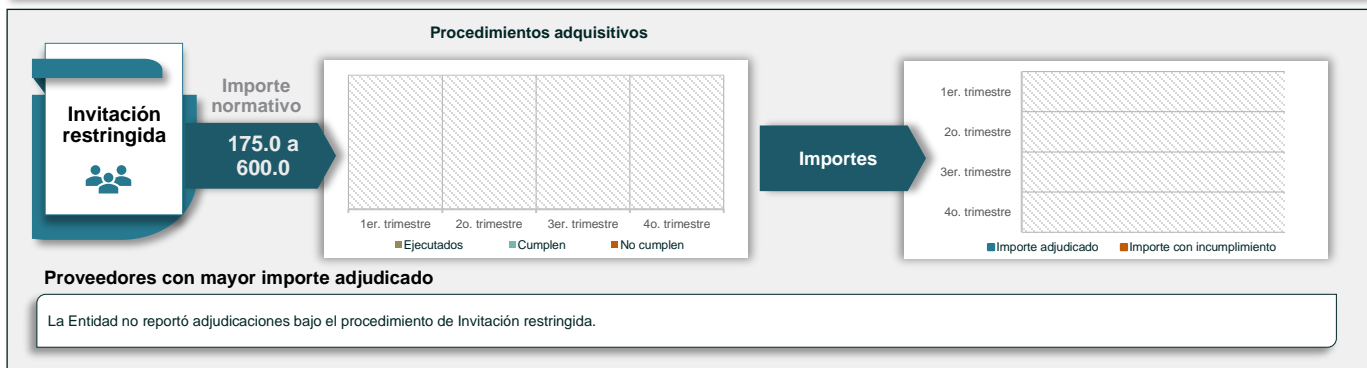 Procedimientos adquisitivos
Invitación
restringida
Importe
normativo
175.0 a
600.0
1er. trimestre 2o. trimestre 3er. trimestre 4o. trimestre
Ejecutados Cumplen No cumplen
Importes
1er. trimestre
2o. trimestre
3er. trimestre
4o. trimestre
Importe adjudicado Importe con incumplimiento
Proveedores con mayor importe adjudicado
La Entidad no reportó adjudicaciones bajo el procedimiento de Invitación restringida.